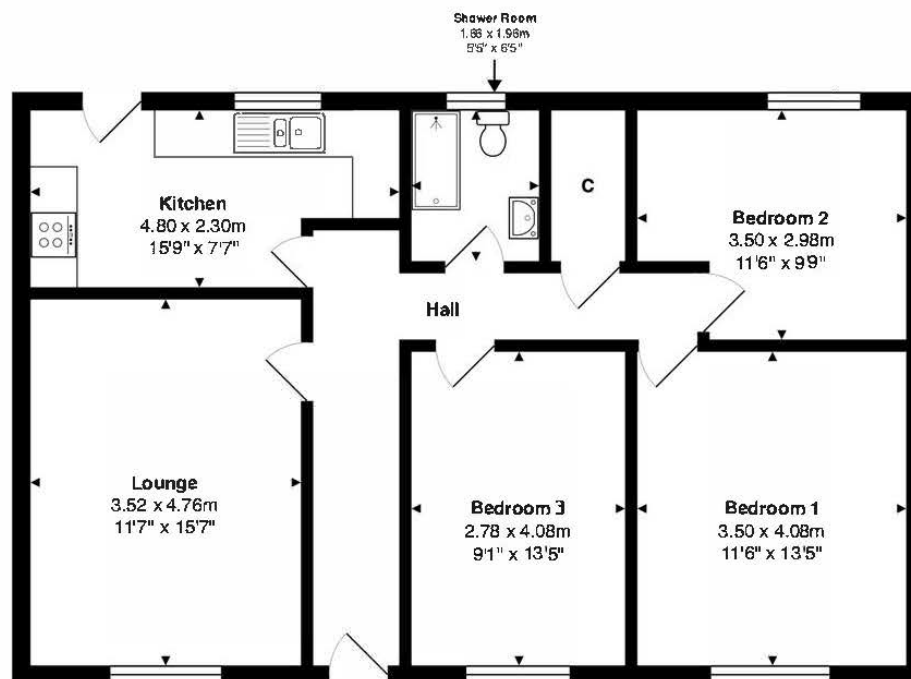 Shower Room
1.66 x 1.96m
5'5" x 6'5"
Kitchen
4.80 x 2.30m
15'9" x 7'7"
C
Bedroom 2
3.50 x 2.98m
11'6" x 9'9"
Hall
Lounge
3.52 x 4.76m
11'7" x 15'7"
Bedroom 3
2.78 x 4.08m
9'1" x 13'5"
Bedroom 1
3.50 x 4.08m
11'6" x 13'5"